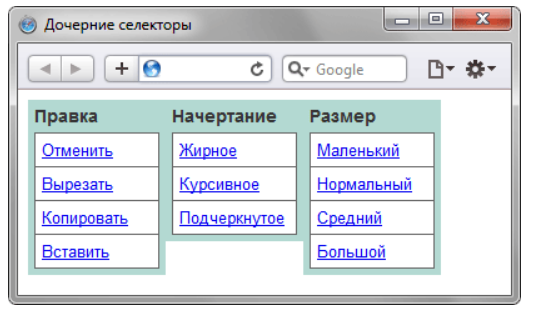 Дочерние селекторы
Google
Правка
Отменить
Вырезать
Копировать
Вставить
Начертание
Жирное
Курсивное
Подчеркнутое
Размер
Маленький
Нормальный
Средний
Большой